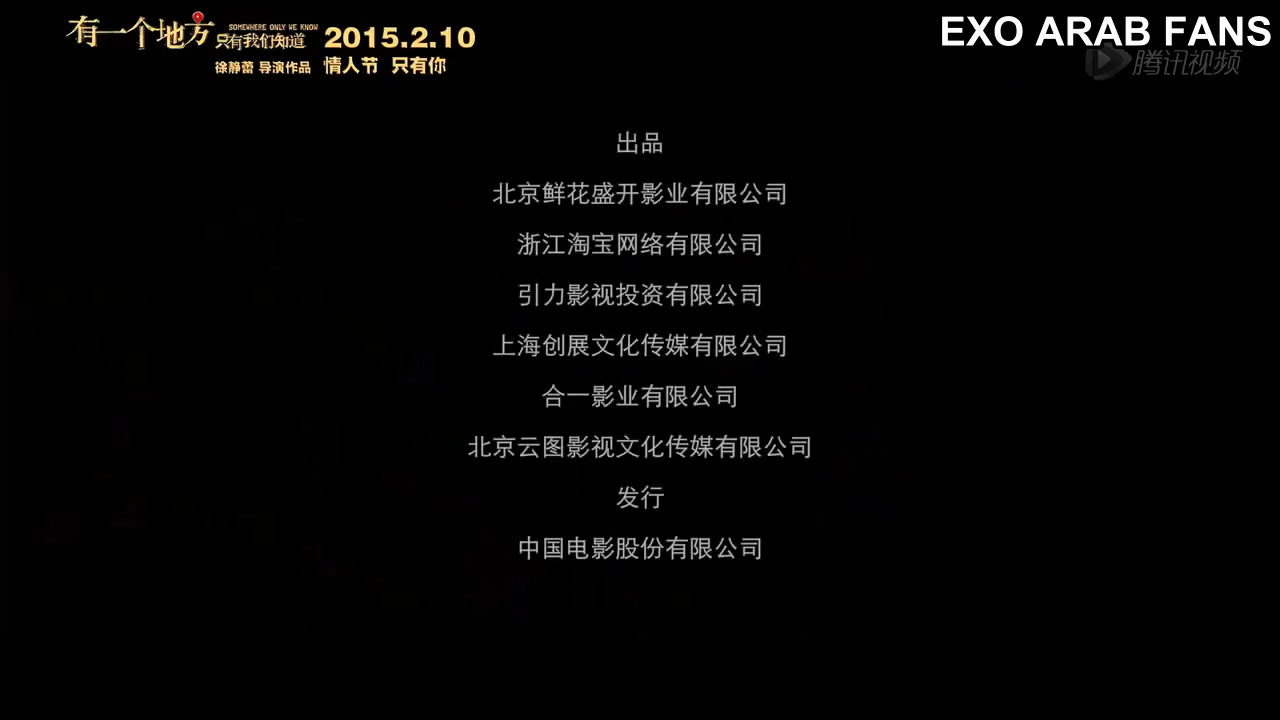 有一个地方
SOMEWHERE ONLY WE KNOW
只有我们知道
2015.2.10
徐静蕾 导演作品 情人节 只有你
EXO ARAB FANS
腾讯视频
出品
北京鲜花盛开影业有限公司
浙江淘宝网络有限公司
引力影视投资有限公司
上海创展文化传媒有限公司
合一影业有限公司
北京云图影视文化传媒有限公司
发行
中国电影股份有限公司